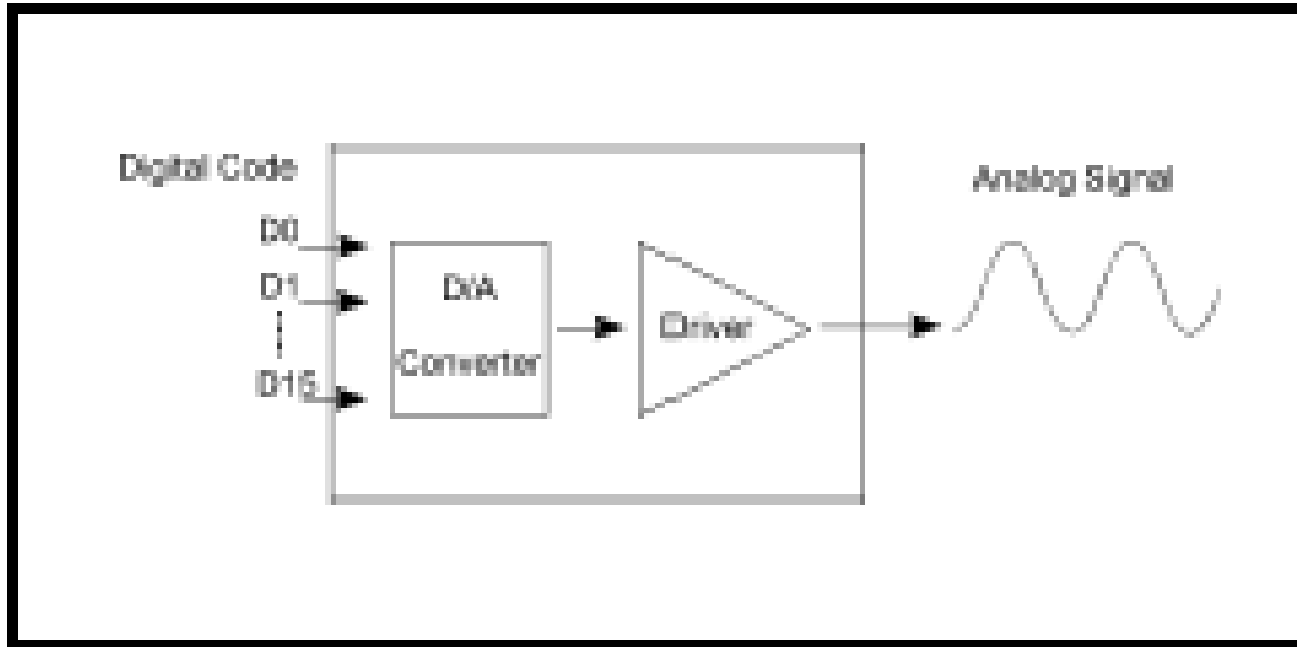 Digital Code
Analog Signal
D0
D1
D/A
Driver
Converter
D15